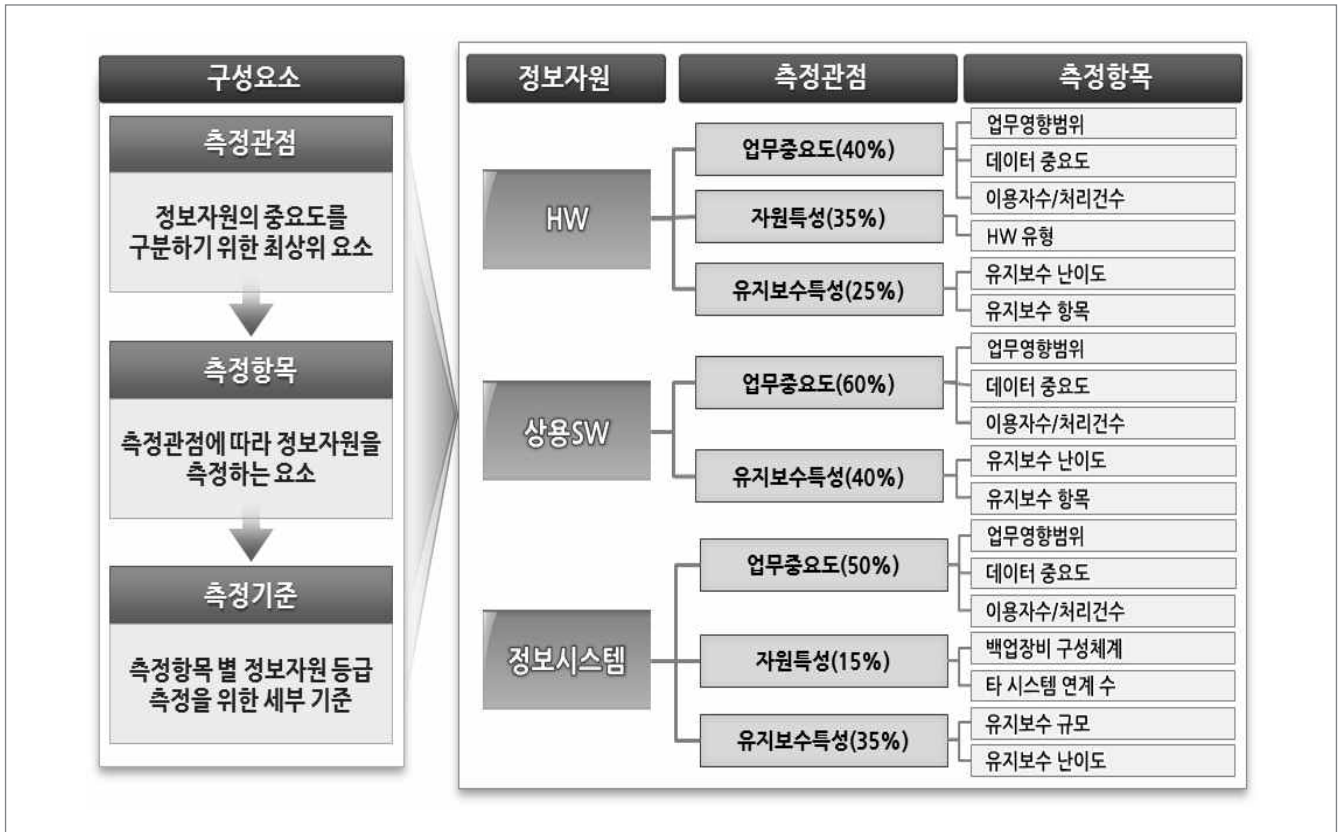 구성요소
측정관점
정보자원의 중요도를
구분하기 위한 최상위 요소
측정항목
측정관점에 따라 정보자원을
측정하는 요소
측정기준
측정항목 별 정보자원 등급
측정을 위한 세부 기준
정보자원
측정관점
측정항목
HW
업무중요도(40%)
업무영향범위
데이터 중요도
이용자수/처리건수
자원특성(35%)
HW 유형
유지보수특성(25%)
유지보수 난이도
유지보수 항목
상용SW
업무중요도(60%)
업무영향범위
데이터 중요도
이용자수/처리건수
유지보수특성(40%)
유지보수 난이도
유지보수 항목
정보시스템
업무중요도(50%)
업무영향범위
데이터 중요도
이용자수/처리건수
자원특성(15%)
백업장비 구성체계
타 시스템 연계 수
유지보수특성(35%)
유지보수 규모
유지보수 난이도